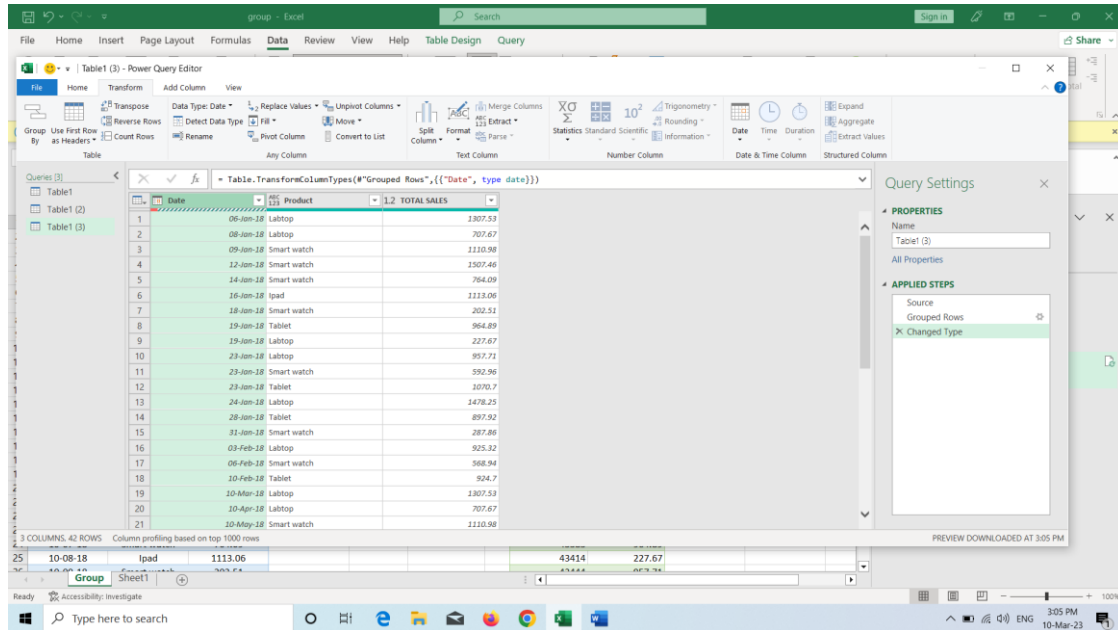 group - Excel
Search
Sign in
File Home Insert Page Layout Formulas Data Review View Help Table Design Query
Share
Table1 (3) - Power Query Editor
File Home Transform Add Column View
Group By
Use First Row as Headers
Transpose
Reverse Rows
Count Rows
Table
Data Type: Date
Detect Data Type
Rename
Replace Values
Fill
Pivot Column
Unpivot Columns
Move
Convert to List
Any Column
Split Column
Format
Merge Columns
Extract
Parse
Text Column
Statistics
Standard
Scientific
Trigonometry
Rounding
Information
Number Column
Date
Time
Duration
Date & Time Column
Expand
Aggregate
Extract Values
Structured Column
Queries [3]
Table1
Table1 (2)
Table1 (3)
fx = Table.TransformColumnTypes(#"Grouped Rows",{{"Date", type date}})
Date ABC 123 Product 1.2 TOTAL SALES
1 06-Jan-18 Labtop 1307.53
2 08-Jan-18 Labtop 707.67
3 09-Jan-18 Smart watch 1110.98
4 12-Jan-18 Smart watch 1507.46
5 14-Jan-18 Smart watch 764.09
6 16-Jan-18 Ipad 1113.06
7 18-Jan-18 Smart watch 202.51
8 19-Jan-18 Tablet 964.89
9 19-Jan-18 Labtop 227.67
10 23-Jan-18 Labtop 957.71
11 23-Jan-18 Smart watch 592.96
12 23-Jan-18 Tablet 1070.7
13 24-Jan-18 Labtop 1478.25
14 28-Jan-18 Tablet 897.92
15 31-Jan-18 Smart watch 287.86
16 03-Feb-18 Labtop 925.32
17 06-Feb-18 Smart watch 568.94
18 10-Feb-18 Tablet 924.7
19 10-Mar-18 Labtop 1307.53
20 10-Apr-18 Labtop 707.67
21 10-May-18 Smart watch 1110.98
Query Settings
PROPERTIES
Name
Table1 (3)
All Properties
APPLIED STEPS
Source
Grouped Rows
Changed Type
3 COLUMNS, 42 ROWS Column profiling based on top 1000 rows
PREVIEW DOWNLOADED AT 3:05 PM
25 10-08-18 Ipad 1113.06 43414 227.67
Group Sheet1
Ready Accessibility: Investigate
100%
Type here to search
ENG
3:05 PM
10-Mar-23